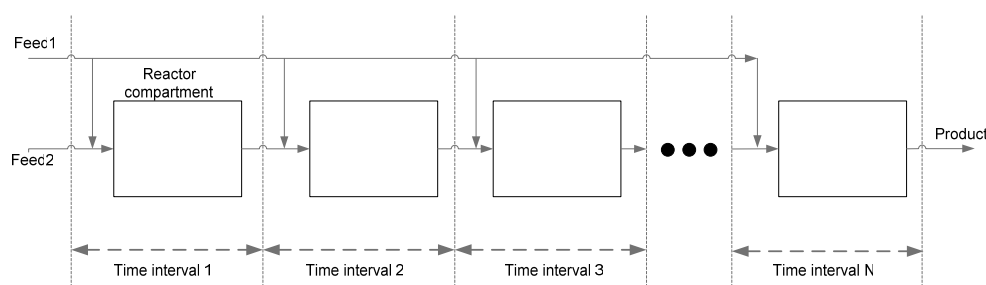 Feed1
Reactor
compartment
Feed2
Product
Time interval 1
Time interval 2
Time interval 3
Time interval N